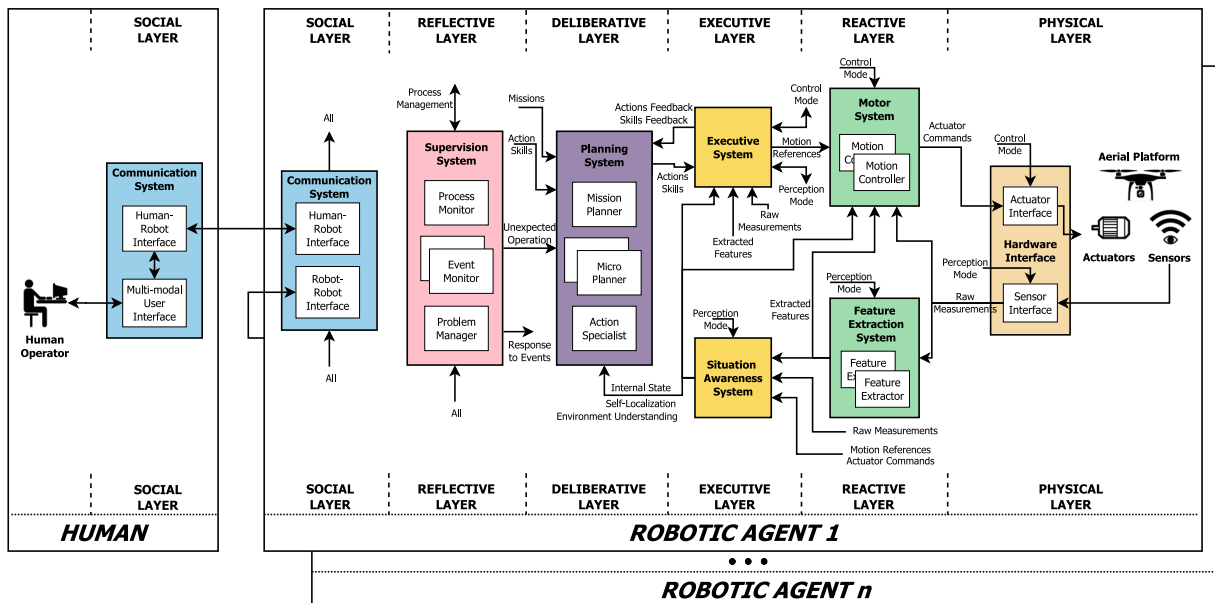 SOCIAL
LAYER
SOCIAL
LAYER
REFLECTIVE
LAYER
DELIBERATIVE
LAYER
EXECUTIVE
LAYER
REACTIVE
LAYER
PHYSICAL
LAYER
Communication
System
Human-
Robot
Interface
Multi-modal
User
Interface
Human
Operator
All
Communication
System
Human-Robot
Interface
Robot-
Robot
Interface
All
Process
Management
Supervision
System
Process
Monitor
Event
Monitor
Problem
Manager
All
Missions
Action
Skills
Unexpected
Operation
Response
to Events
Planning
System
Mission
Planner
Micro
Planner
Action
Specialist
Internal State
Self-Localization
Environment Understanding
Actions Feedback
Skills Feedback
Actions
Skills
Executive
System
Control
Mode
Motion
References
Perception
Mode
Raw
Measurements
Extracted
Features
Perception
Mode
Situation
Awareness
System
Extracted
Features
Raw Measurements
Motion References
Actuator Commands
Control
Mode
Motor
System
Motion
Co
Motion
Controller
Actuator
Commands
Perception
Mode
Feature
Extraction
System
Feature
Ex
Feature
Extractor
Control
Mode
Actuator
Interface
Hardware
Interface
Perception
Mode
Raw
Measurements
Sensor
Interface
Aerial Platform
Actuators
Sensors
SOCIAL
LAYER
SOCIAL
LAYER
REFLECTIVE
LAYER
DELIBERATIVE
LAYER
EXECUTIVE
LAYER
REACTIVE
LAYER
PHYSICAL
LAYER
HUMAN
ROBOTIC AGENT 1
ROBOTIC AGENT n